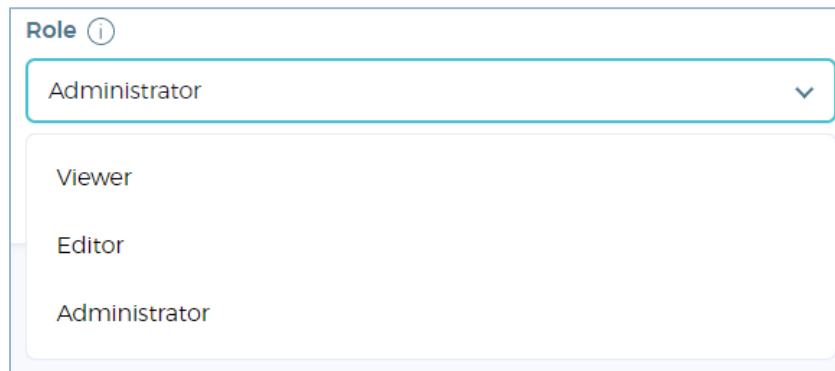 Role
Administrator
Viewer
Editor
Administrator